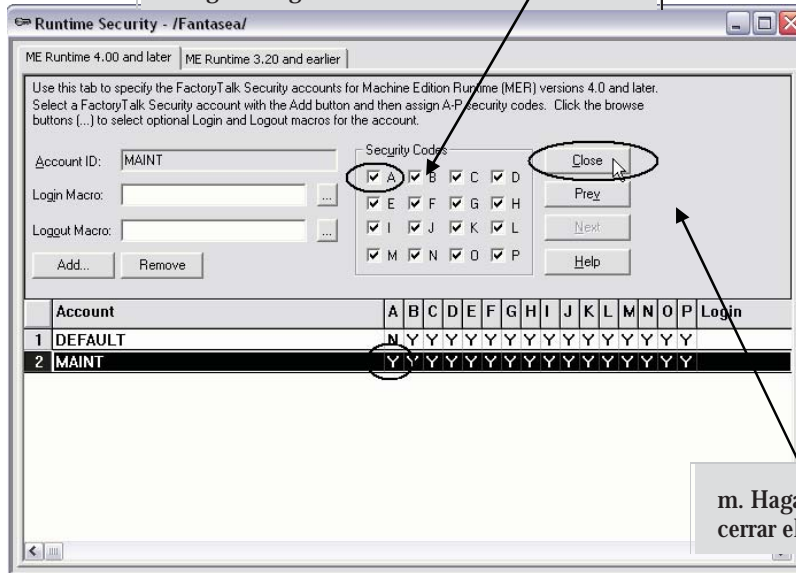 Runtime Security - /Fantasea/
ME Runtime 4.00 and later ME Runtime 3.20 and earlier
Use this tab to specify the FactoryTalk Security accounts for Machine Edition Runtime (MER) versions 4.0 and later.
Select a FactoryTalk Security account with the Add button and then assign A-P security codes. Click the browse
buttons (...) to select optional Login and Logout macros for the account.
Account ID: MAINT
Login Macro: ...
Logout Macro: ...
Add... Remove
Security Codes
A B C D
E F G H
I J K L
M N O P
Close
Prev
Next
Help
Account A B C D E F G H I J K L M N O P Login
1 DEFAULT N Y Y Y Y Y Y Y Y Y Y Y Y Y Y Y
2 MAINT Y Y Y Y Y Y Y Y Y Y Y Y Y Y Y Y
m. Haga
cerrar el